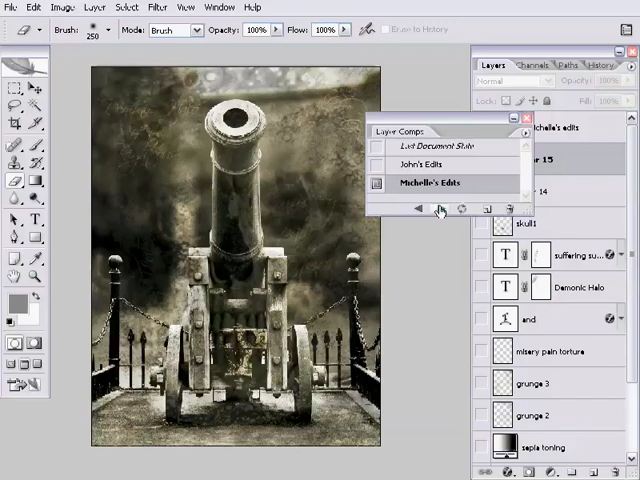 File Edit Image Layer Select Filter View Window Help
Brush: 250 Mode: Brush Opacity: 100% Flow: 100% Erase to History
Layers Channels Paths History
Normal Opacity: 100%
Lock: Fill: 100%
Layer Comps
Last Document State
John's Edits
Michelle's Edits
ichelle's edits
r 15
14
skull1
T suffering su...
T Demonic Halo
and
misery pain torture
grunge 3
grunge 2
sepia toning